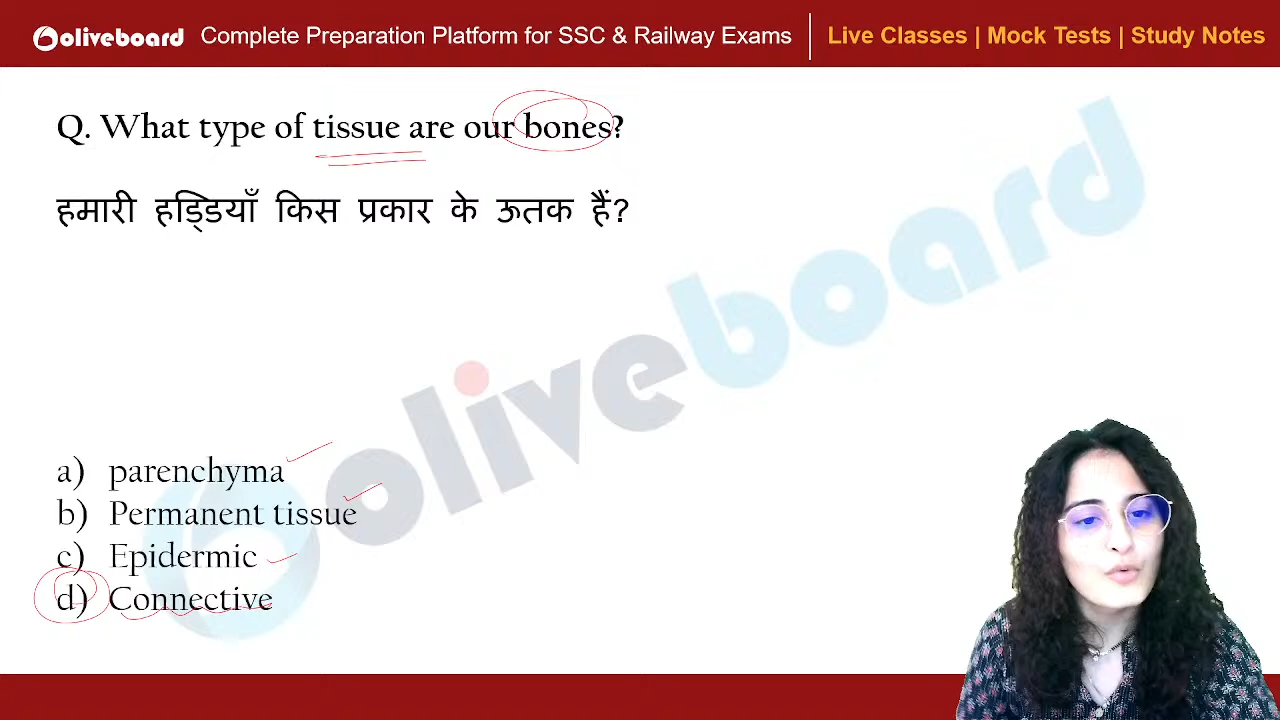 oliveboard Complete Preparation Platform for SSC & Railway Exams Live Classes | Mock Tests | Study Notes
Q. What type of tissue are our bones?
हमारी हड्डियाँ किस प्रकार के ऊतक हैं?
oliveboard
a) parenchyma
b) Permanent tissue
c) Epidermic
d) Connective